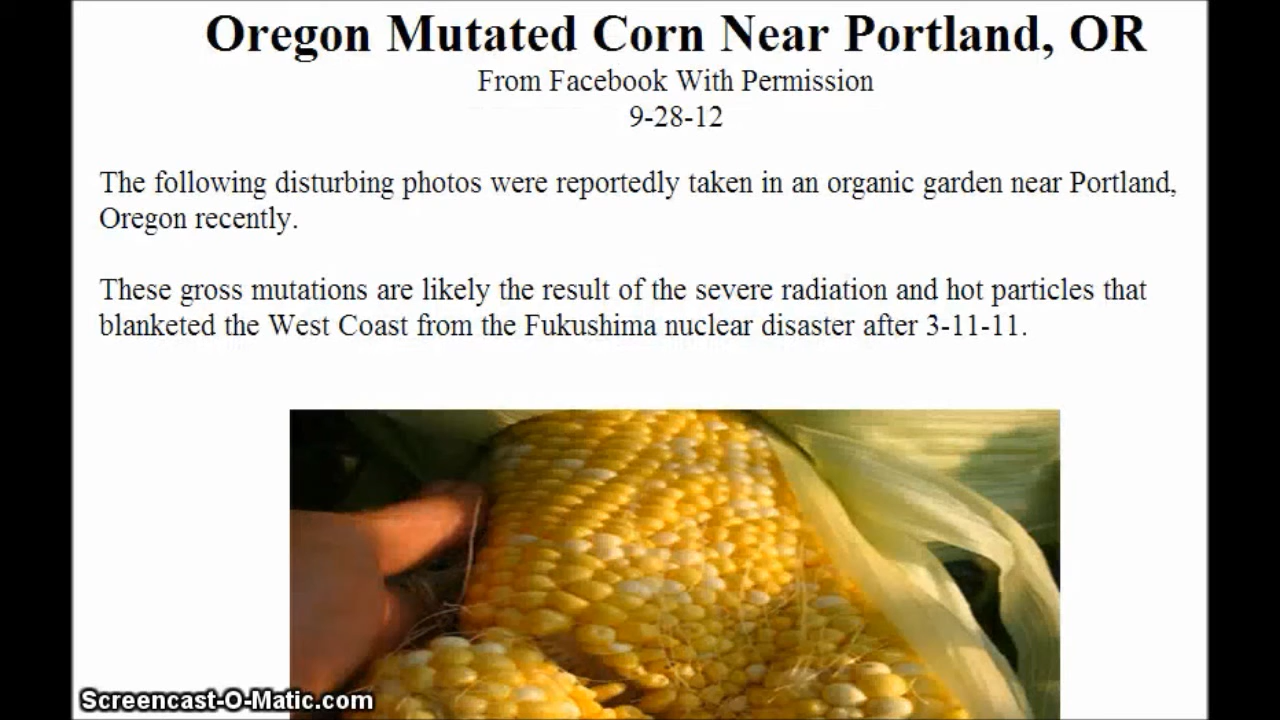 Oregon Mutated Corn Near Portland, OR
From Facebook With Permission
9-28-12
The following disturbing photos were reportedly taken in an organic garden near Portland,
Oregon recently.
These gross mutations are likely the result of the severe radiation and hot particles that
blanketed the West Coast from the Fukushima nuclear disaster after 3-11-11.
Screencast-O-Matic.com